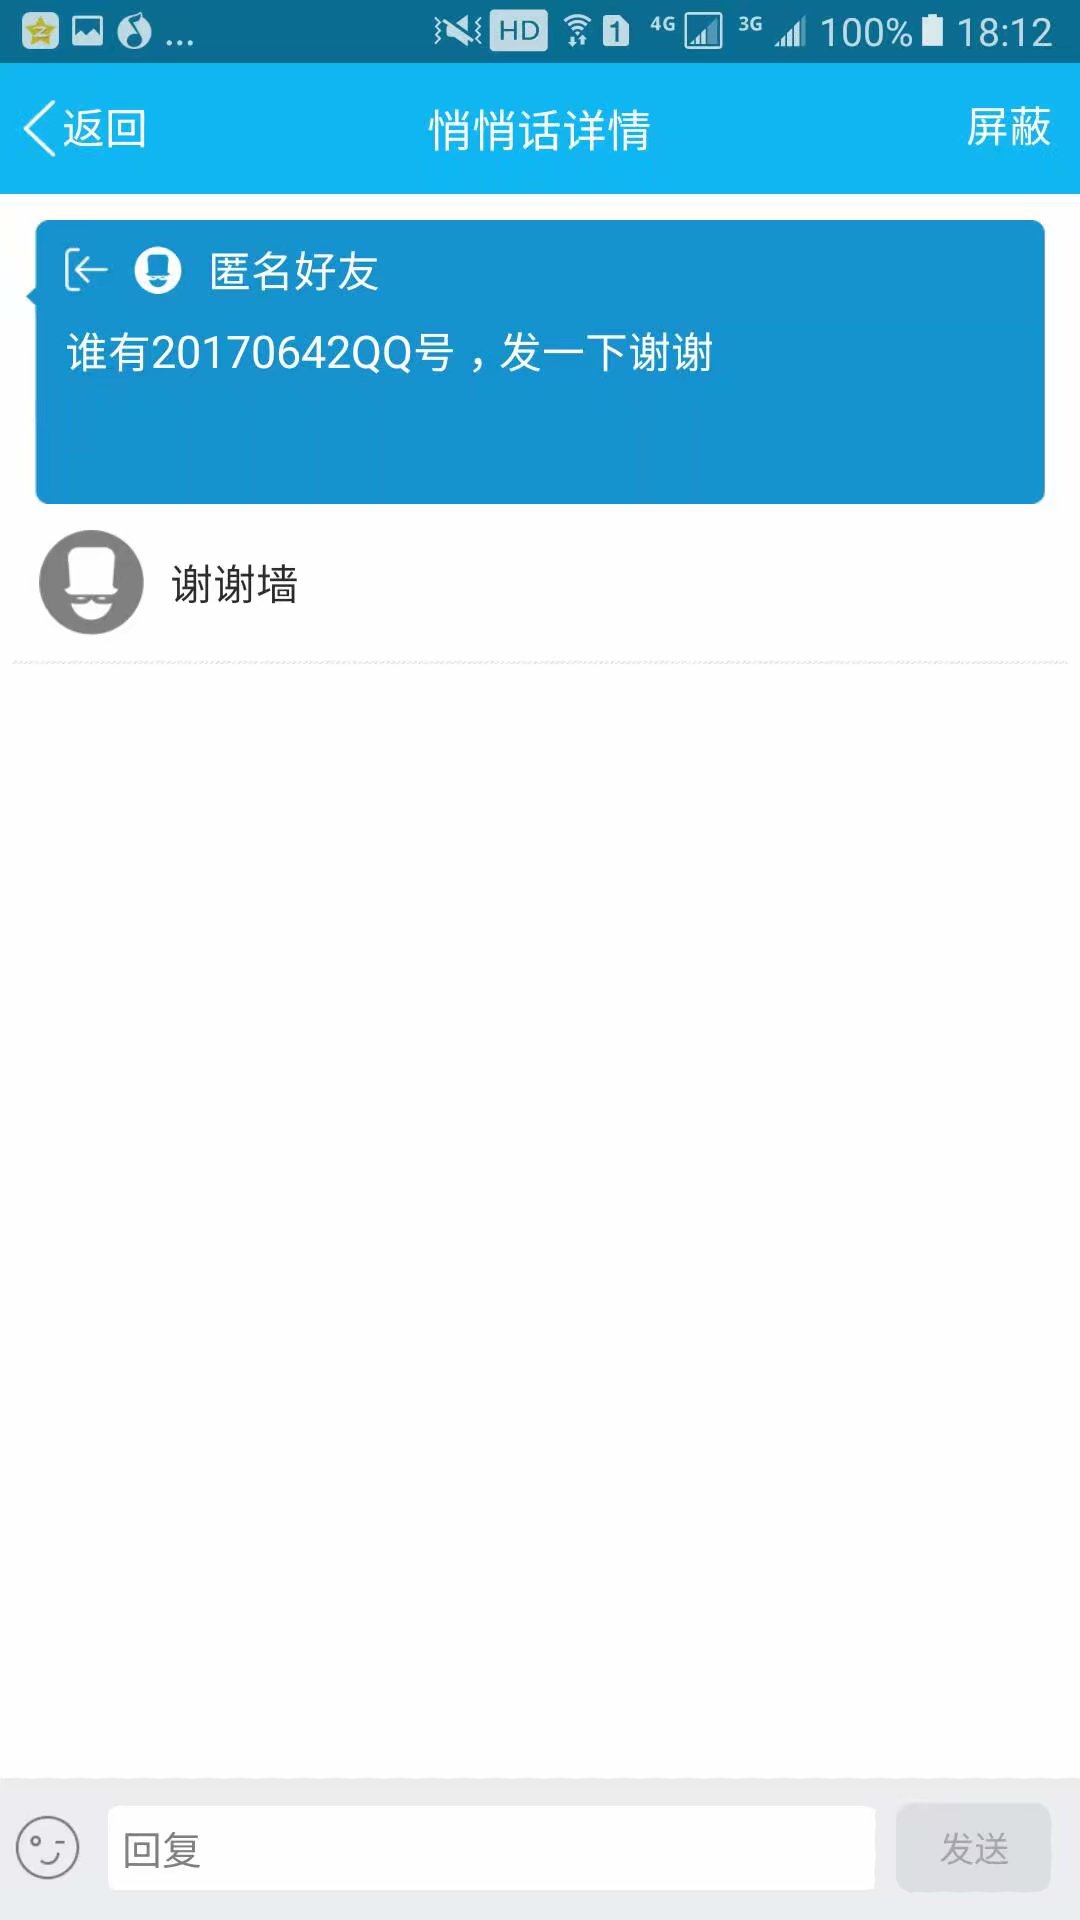 ... HD 1 4G 3G 100% 18:12
返回 悄悄话详情 屏蔽
匿名好友
谁有20170642QQ号，发一下谢谢
谢谢墙
回复 发送